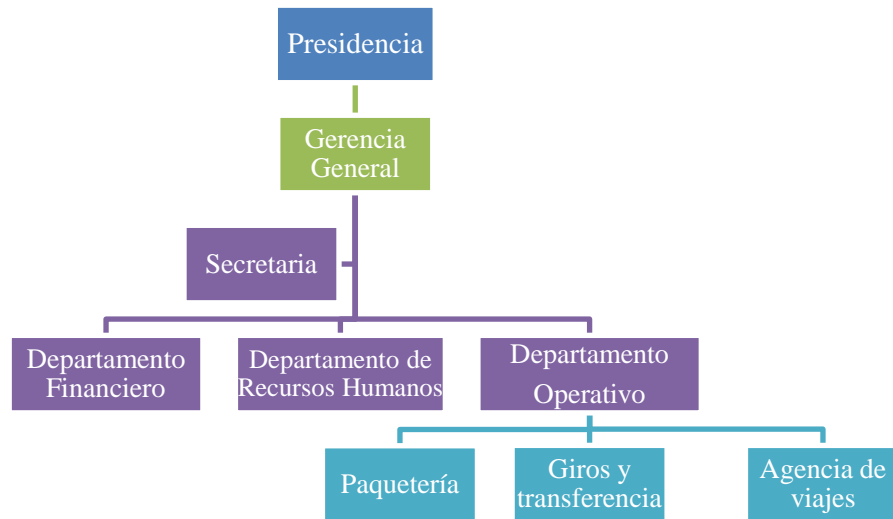 Presidencia
Gerencia
General
Secretaria
Departamento
Financiero
Departamento de
Recursos Humanos
Departamento
Operativo
Paquetería
Giros y
transferencia
Agencia de
viajes